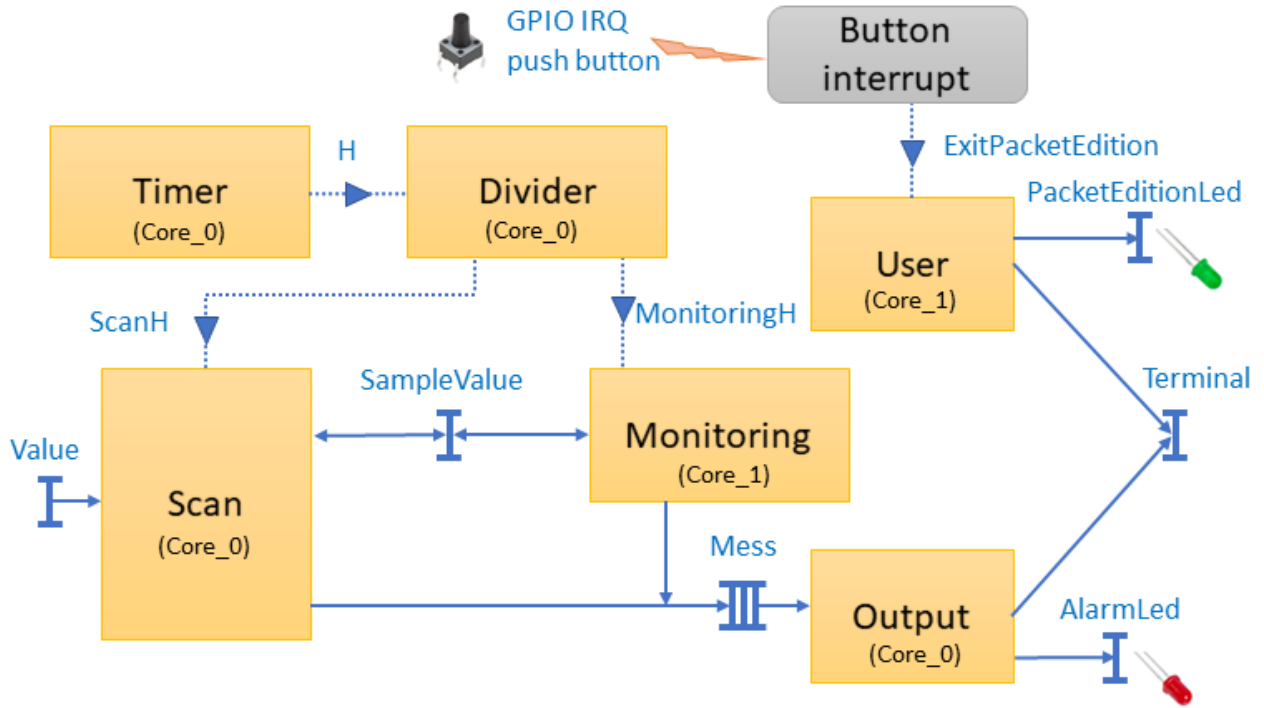 GPIO IRQ
push button
Button
interrupt
H
ExitPacketEdition
Timer
(Core_0)
Divider
(Core_0)
PacketEditionLed
User
(Core_1)
ScanH
MonitoringH
SampleValue
Terminal
Value
Monitoring
(Core_1)
Scan
(Core_0)
Mess
Output
(Core_0)
AlarmLed